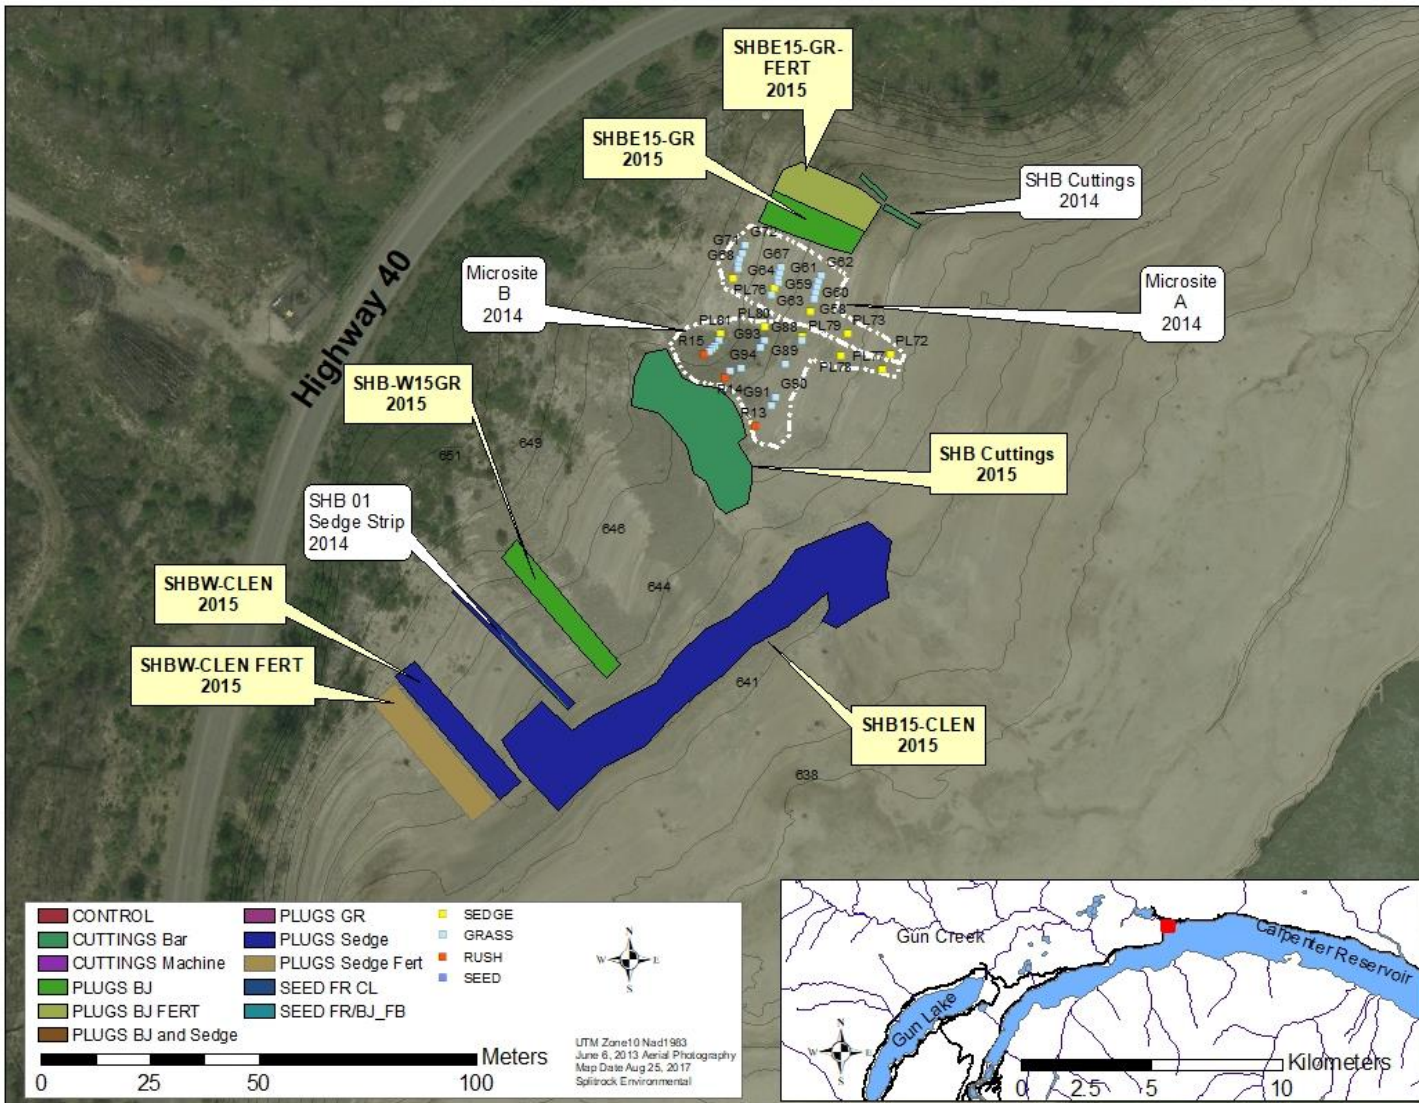 SHBE15-GR-
FERT
2015
SHBE15-GR
2015
SHB Cuttings
2014
Microsite
B
2014
Microsite
A
2014
Highway 40
G72
G71
G68
G67
G62
G64
G61
G59
G60
PL76
G63
G58
PL80
PL81
G93
G88
PL79
PL73
R15
G94
G89
PL77
PL72
PL78
R14
G91
G90
R13
SHB-W15GR
2015
SHB Cuttings
2015
649
651
646
644
641
638
SHB 01
Sedge Strip
2014
SHBW-CLEN
2015
SHBW-CLEN FERT
2015
SHB15-CLEN
2015
CONTROL
CUTTINGS Bar
CUTTINGS Machine
PLUGS BJ
PLUGS BJ FERT
PLUGS BJ and Sedge
PLUGS GR
PLUGS Sedge
PLUGS Sedge Fert
SEED FR CL
SEED FR/BJ_FB
SEDGE
GRASS
RUSH
SEED
N
W E
S
Meters
0 25 50 100
UTM Zone10 Nad1983
June 6, 2013 Aerial Photography
Map Date Aug 25, 2017
Splitrock Environmental
Gun Creek
Carpenter Reservoir
Gun Lake
N
W E
S
Kilometers
0 2.5 5 10